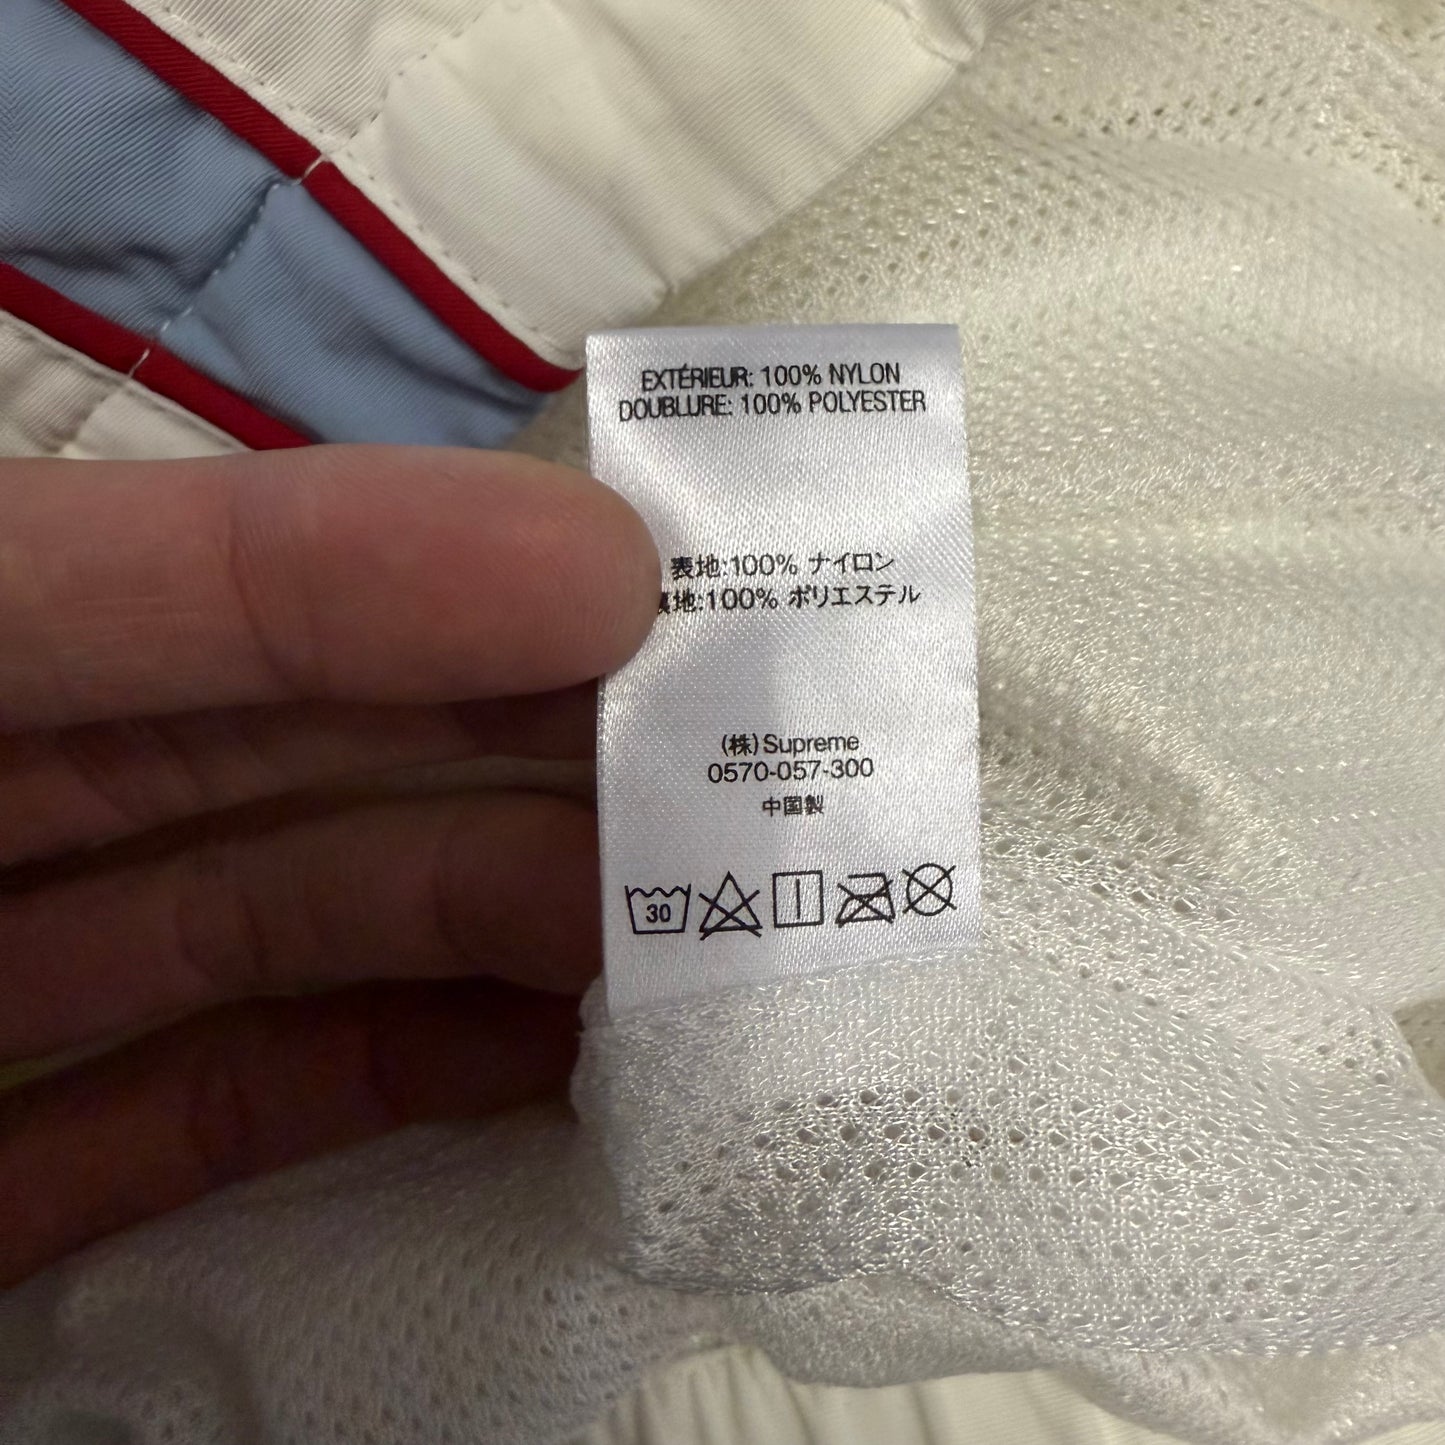 EXTÉRIEUR: 100% NYLON
DOUBLURE: 100% POLYESTER
表地:100% ナイロン
裏地:100% ポリエステル
(株)Supreme
0570-057-300
中国製
30